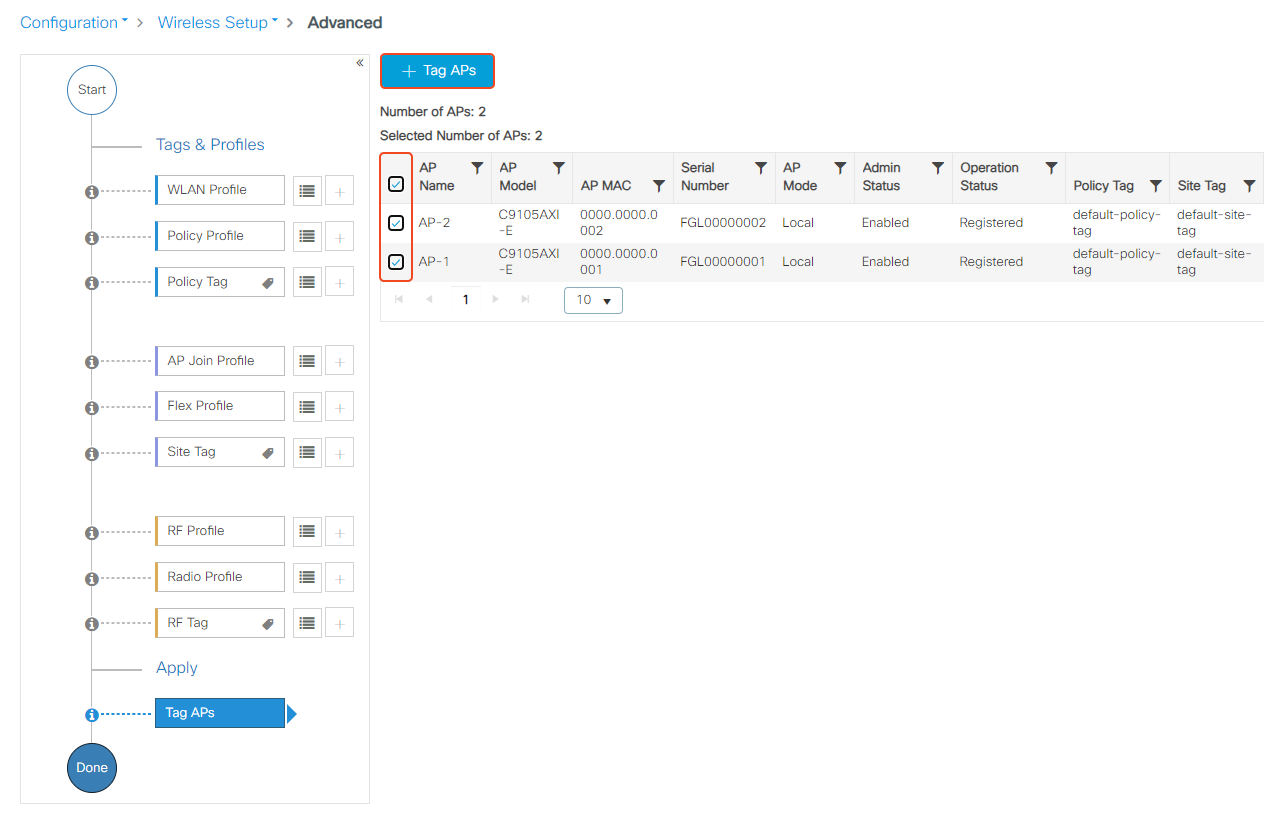 Configuration > Wireless Setup > Advanced
«
Start
Tags & Profiles
WLAN Profile
Policy Profile
Policy Tag
AP Join Profile
Flex Profile
Site Tag
RF Profile
Radio Profile
RF Tag
Apply
Tag APs
Done
+ Tag APs
Number of APs: 2
Selected Number of APs: 2
AP Name
AP Model
AP MAC
Serial Number
AP Mode
Admin Status
Operation Status
Policy Tag
Site Tag
AP-2 C9105AXI-E 0000.0000.0002 FGL00000002 Local Enabled Registered default-policy-tag default-site-tag
AP-1 C9105AXI-E 0000.0000.0001 FGL00000001 Local Enabled Registered default-policy-tag default-site-tag
1
10